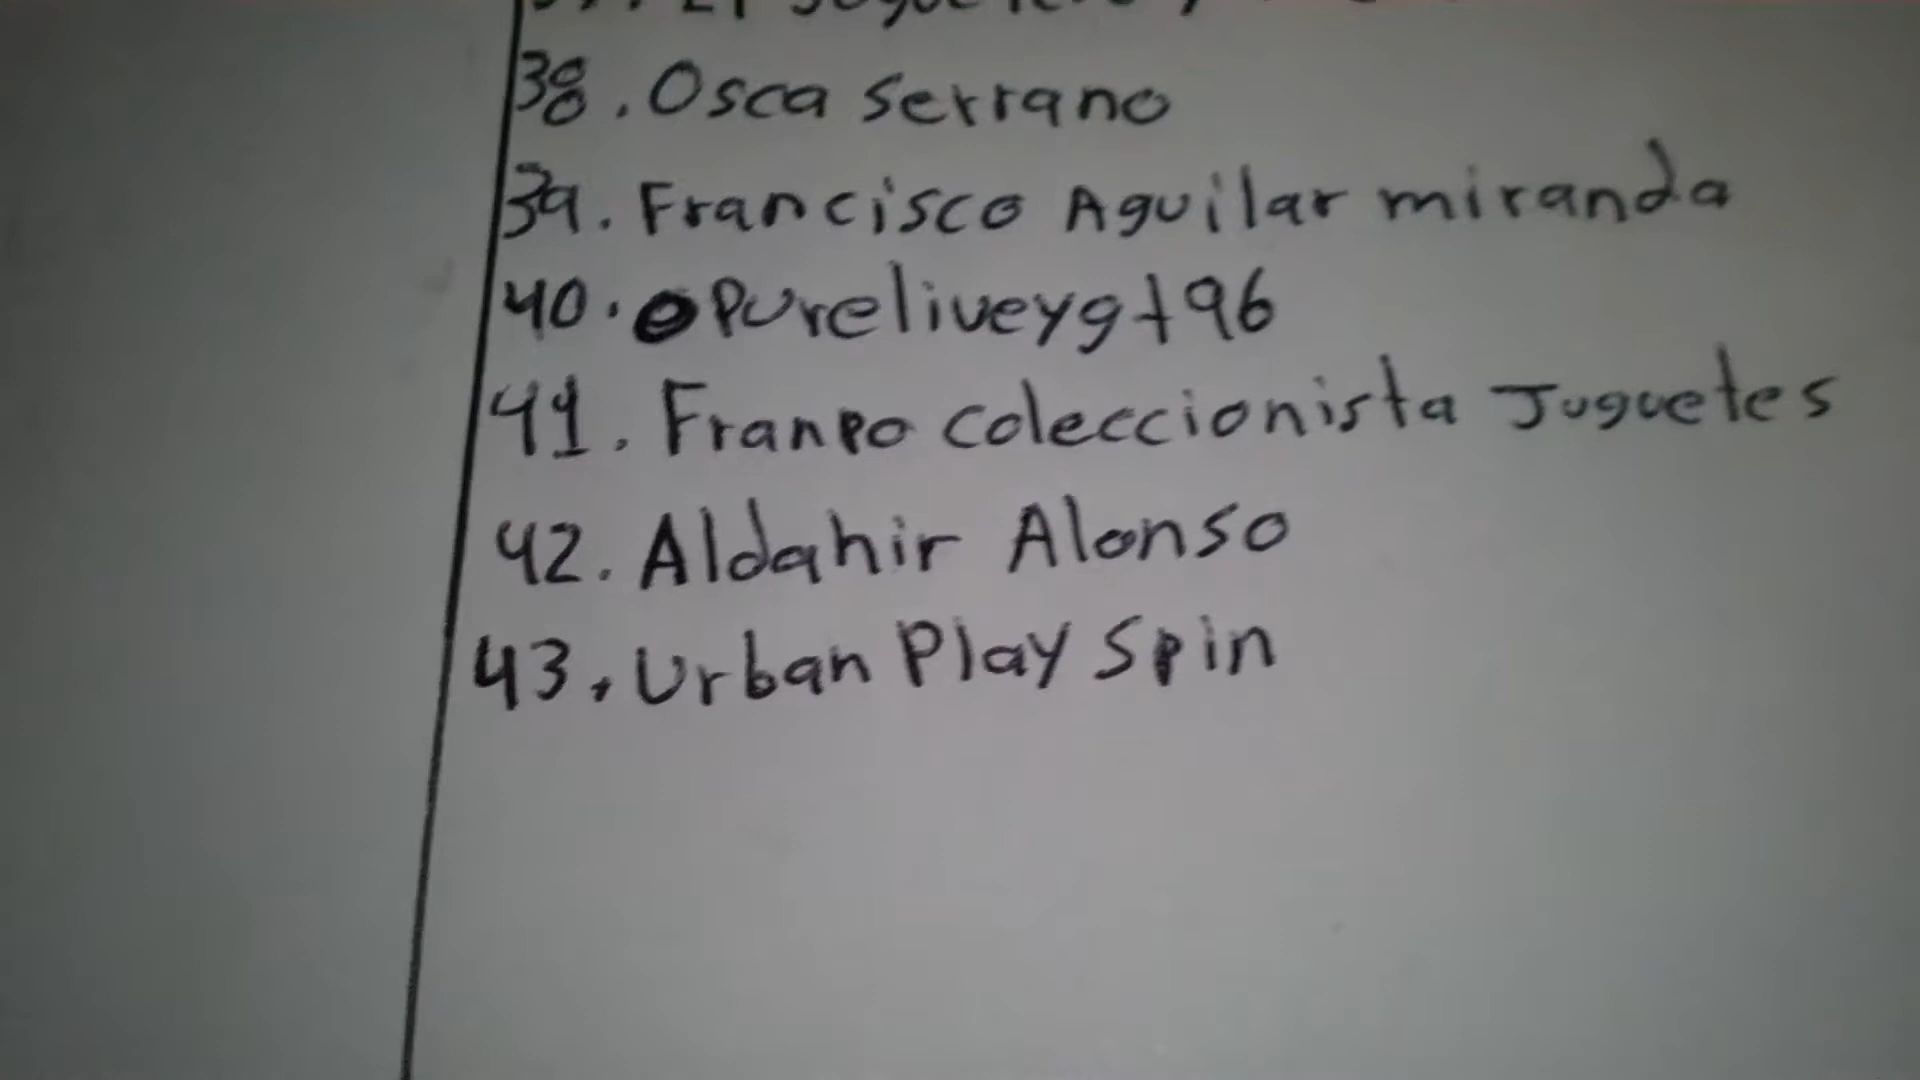 38. Osca Serrano
39. Francisco Aguilar miranda
40. Pureliveygt96
41. Franpo coleccionista Juguetes
42. Aldahir Alonso
43. Urban Play Spin